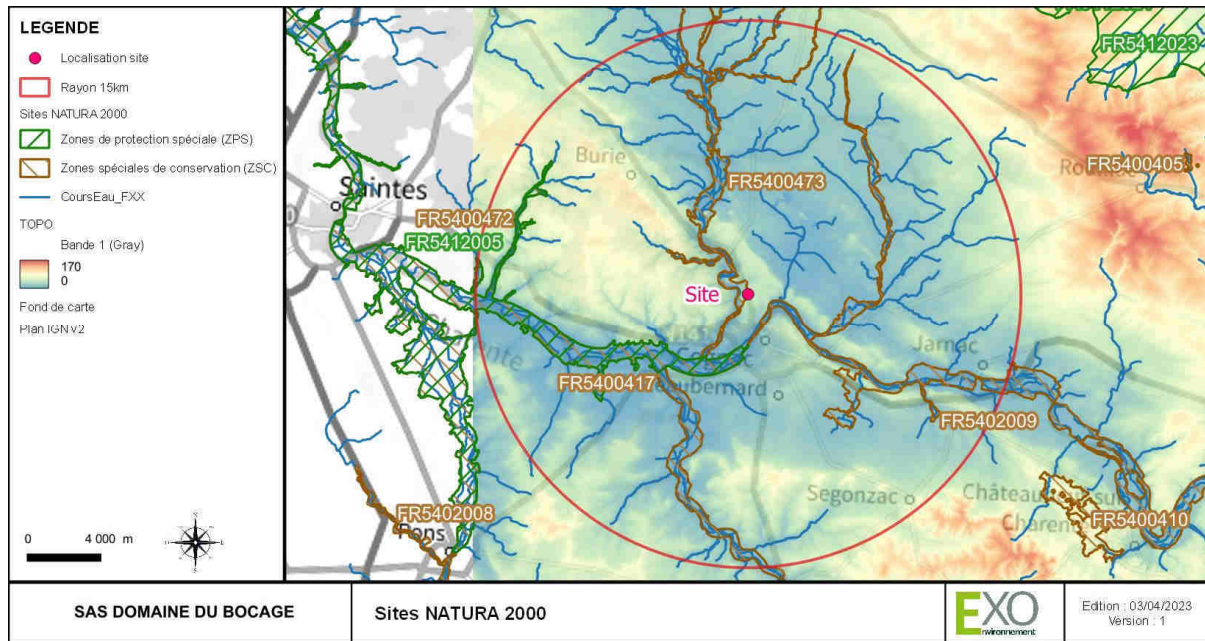 LEGENDE
Localisation site
Rayon 15km
Sites NATURA 2000
Zones de protection spéciale (ZPS)
Zones spéciales de conservation (ZSC)
CoursEau_FXX
TOPO
Bande 1 (Gray)
170
0
Fond de carte
Plan IGN v2
0 4 000 m
Saintes
Burie
FR5400472
FR5412005
FR5400473
FR5412023
FR5400405
Site
FR5400417
Jarnac
FR5402009
Segonzac
FR5402008
Pons
FR5400410
SAS DOMAINE DU BOCAGE
Sites NATURA 2000
EXO
nvironnement
Edition : 03/04/2023
Version : 1